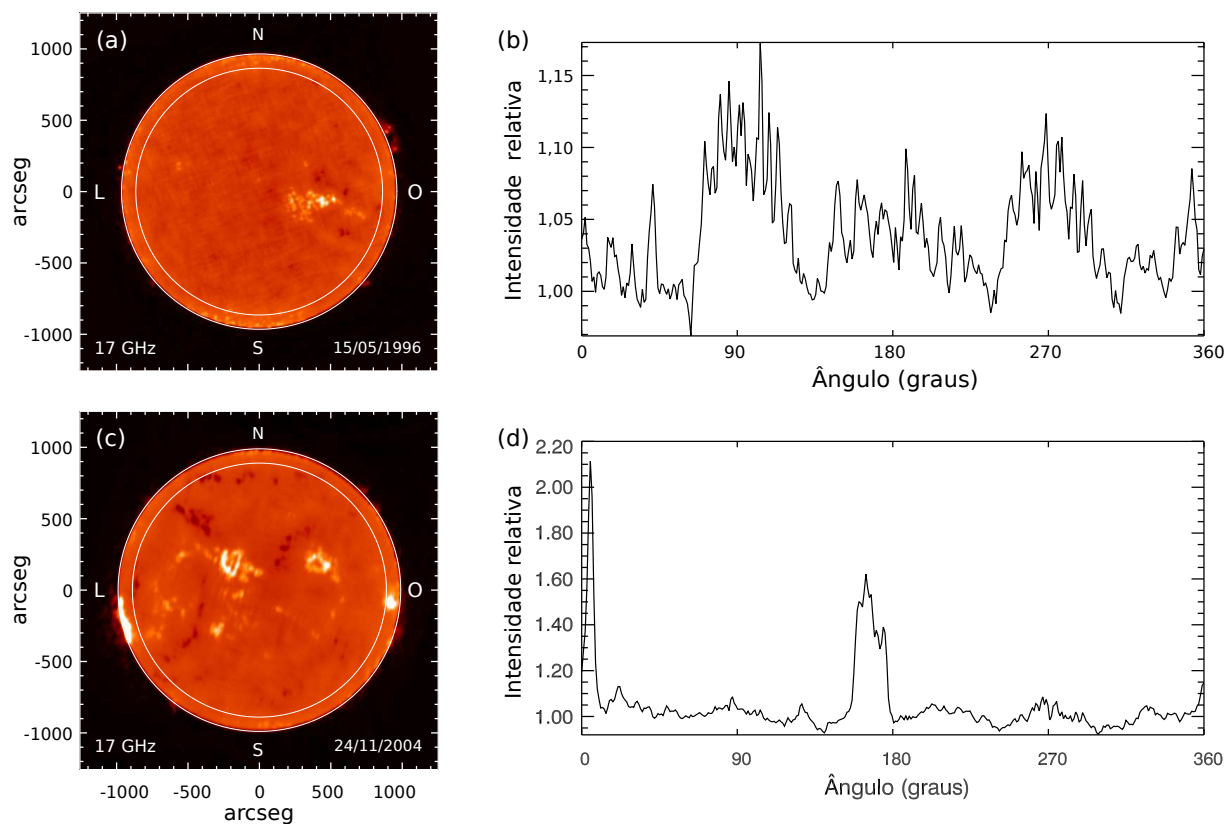 (a)
N
1000
500
0
-500
-1000
arcseg
L
O
S
17 GHz
15/05/1996
(b)
1,15
1,10
1,05
1,00
Intensidade relativa
0
90
180
270
360
Ângulo (graus)
(c)
N
1000
500
0
-500
-1000
arcseg
L
O
S
17 GHz
24/11/2004
-1000
-500
0
500
1000
arcseg
(d)
2.20
2.00
1.80
1.60
1.40
1.20
1.00
Intensidade relativa
0
90
180
270
360
Ângulo (graus)